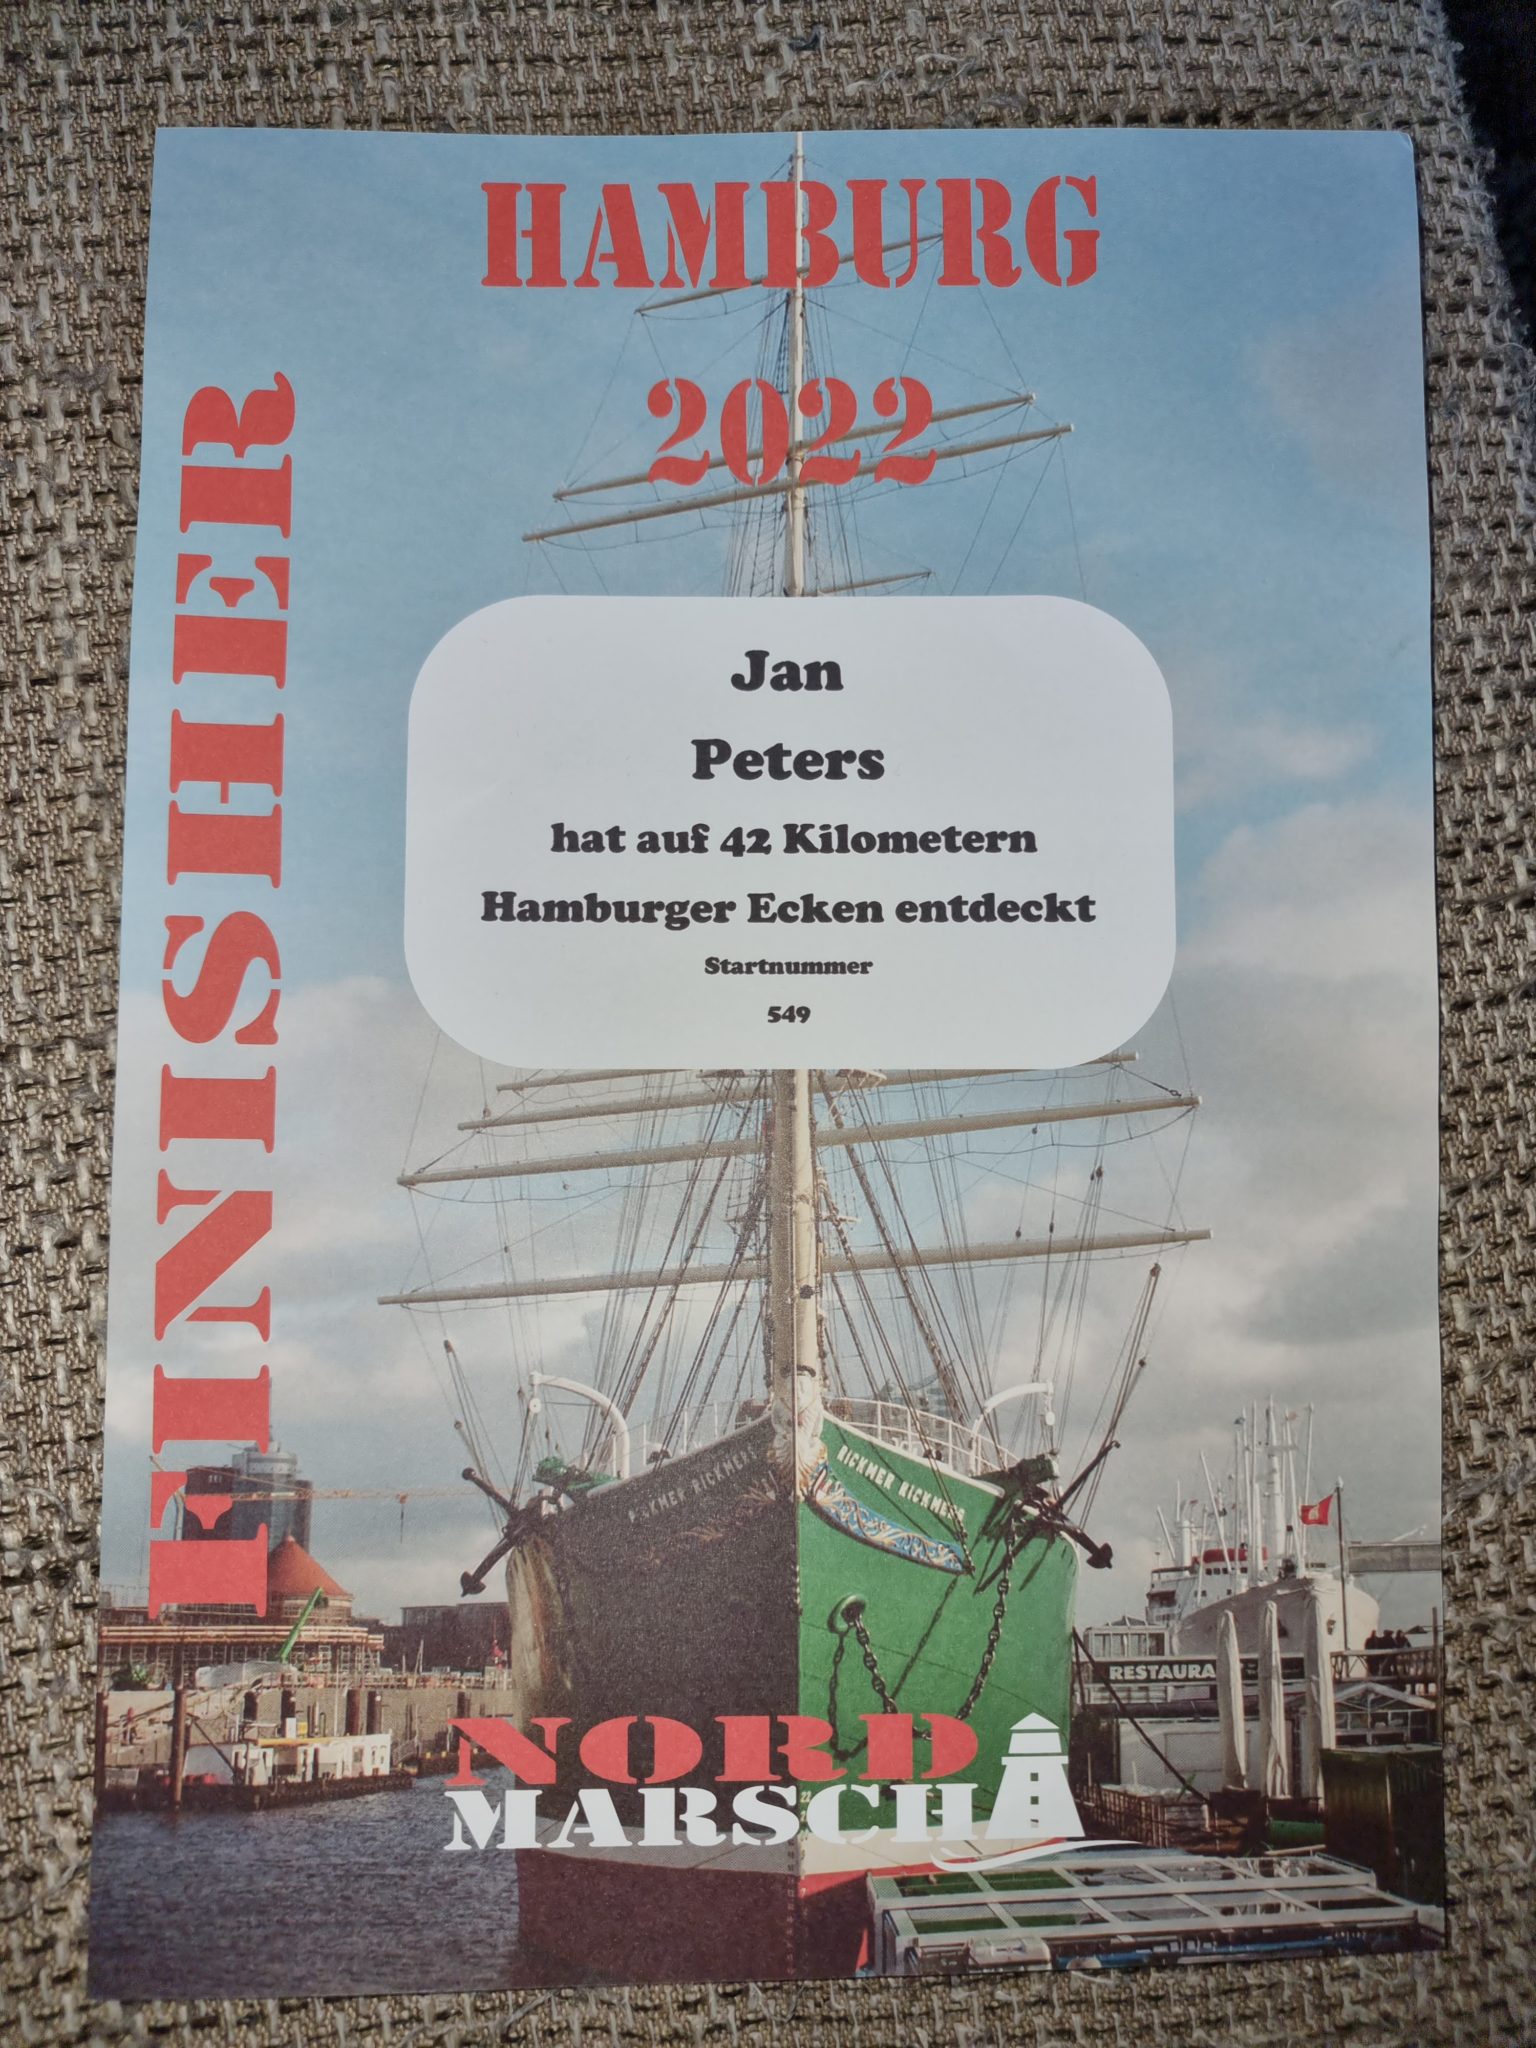 HAMBURG
2022
FINISHER
Jan
Peters
hat auf 42 Kilometern
Hamburger Ecken entdeckt
Startnummer
549
RICKMER RICKMERS
RICKMER RICKMERS
RESTAURA
NORD
MARSCH
22